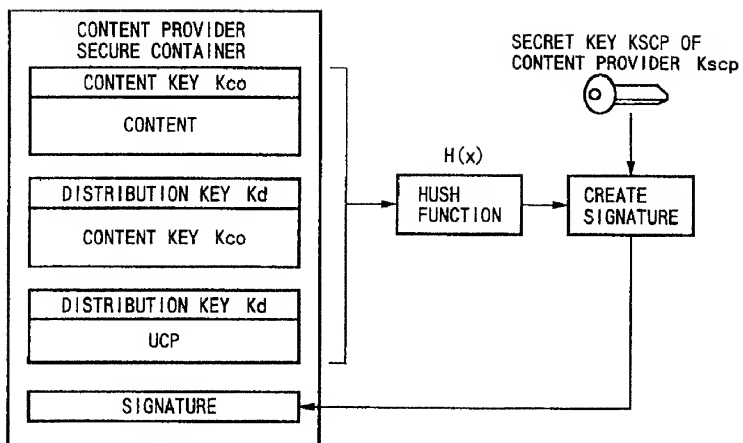 CONTENT PROVIDER
SECURE CONTAINER
CONTENT KEY Kco
CONTENT
DISTRIBUTION KEY Kd
CONTENT KEY Kco
DISTRIBUTION KEY Kd
UCP
SIGNATURE
H(x)
HUSH
FUNCTION
SECRET KEY KSCP OF
CONTENT PROVIDER Kscp
CREATE
SIGNATURE